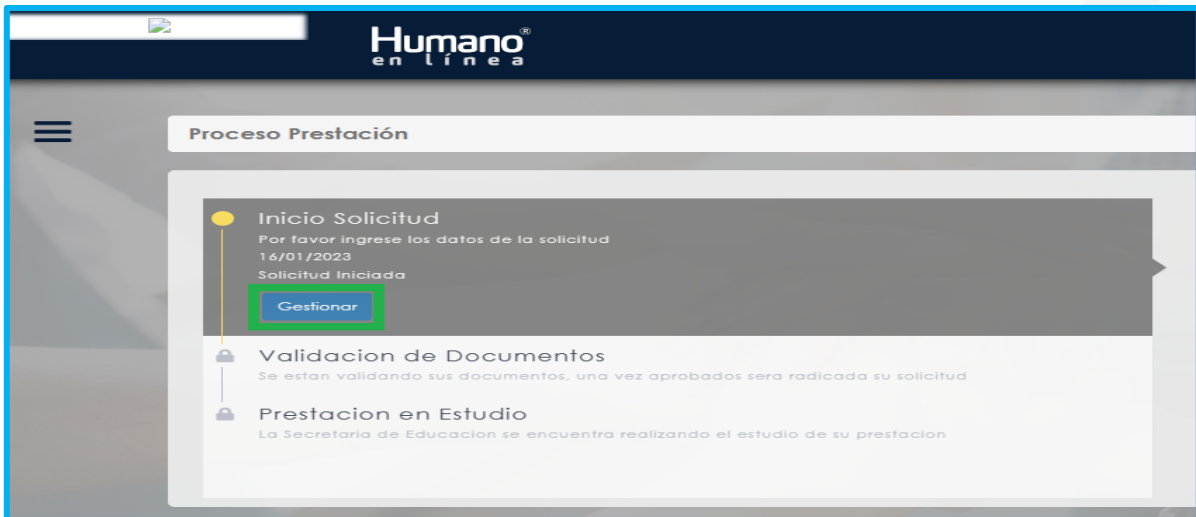 Humano®
en línea
Proceso Prestación
Inicio Solicitud
Por favor ingrese los datos de la solicitud
16/01/2023
Solicitud Iniciada
Gestionar
Validacion de Documentos
Se estan validando sus documentos, una vez aprobados sera radicada su solicitud
Prestacion en Estudio
La Secretaria de Educacion se encuentra realizando el estudio de su prestacion